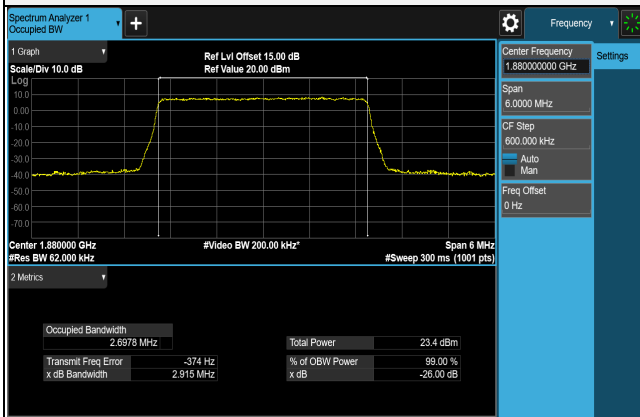 Spectrum Analyzer 1
Occupied BW
Frequency
1 Graph
Scale/Div 10.0 dB
Ref Lvl Offset 15.00 dB
Ref Value 20.00 dBm
Log
10.0
0.00
-10.0
-20.0
-30.0
-40.0
-50.0
-60.0
-70.0
Center 1.880000 GHz
#Res BW 62.000 kHz
#Video BW 200.00 kHz*
Span 6 MHz
#Sweep 300 ms (1001 pts)
Center Frequency
1.880000000 GHz
Span
6.0000 MHz
CF Step
600.000 kHz
Auto
Man
Freq Offset
0 Hz
Settings
2 Metrics
Occupied Bandwidth
2.6978 MHz
Transmit Freq Error -374 Hz
x dB Bandwidth 2.915 MHz
Total Power 23.4 dBm
% of OBW Power 99.00 %
x dB -26.00 dB